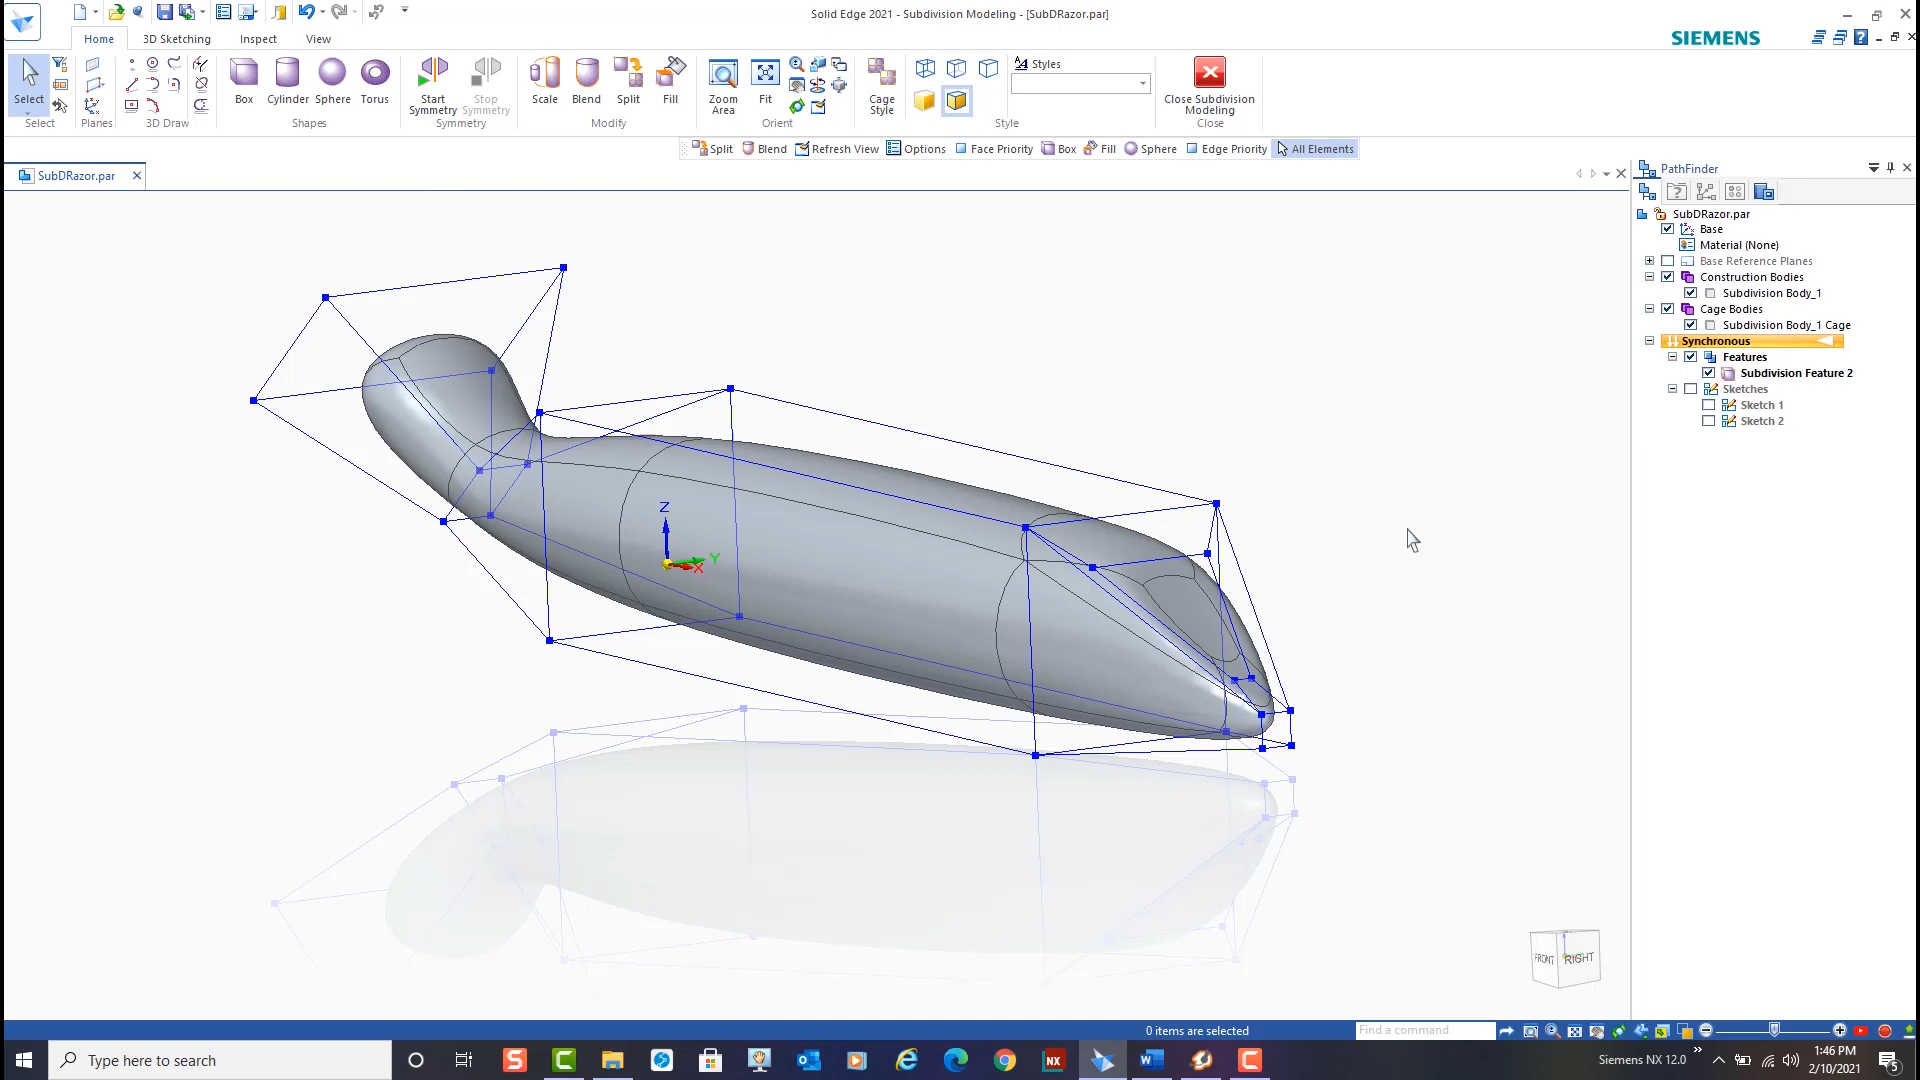 Solid Edge 2021 - Subdivision Modeling - [SubDRazor.par]
Home 3D Sketching Inspect View
SIEMENS
Select
Box Cylinder Sphere Torus
Start Symmetry Stop Symmetry
Scale Blend Split Fill
Zoom Area Fit
Cage Style
Styles
Close Subdivision Modeling
Select Planes 3D Draw Shapes Symmetry Modify Orient Style Close
Split Blend Refresh View Options Face Priority Box Fill Sphere Edge Priority All Elements
SubDRazor.par
PathFinder
SubDRazor.par
Base
Material (None)
Base Reference Planes
Construction Bodies
Subdivision Body_1
Cage Bodies
Subdivision Body_1 Cage
Synchronous
Features
Subdivision Feature 2
Sketches
Sketch 1
Sketch 2
Z
Y
X
FRONT RIGHT
0 items are selected
Find a command
Type here to search
NX
Siemens NX 12.0
1:46 PM
2/10/2021
5